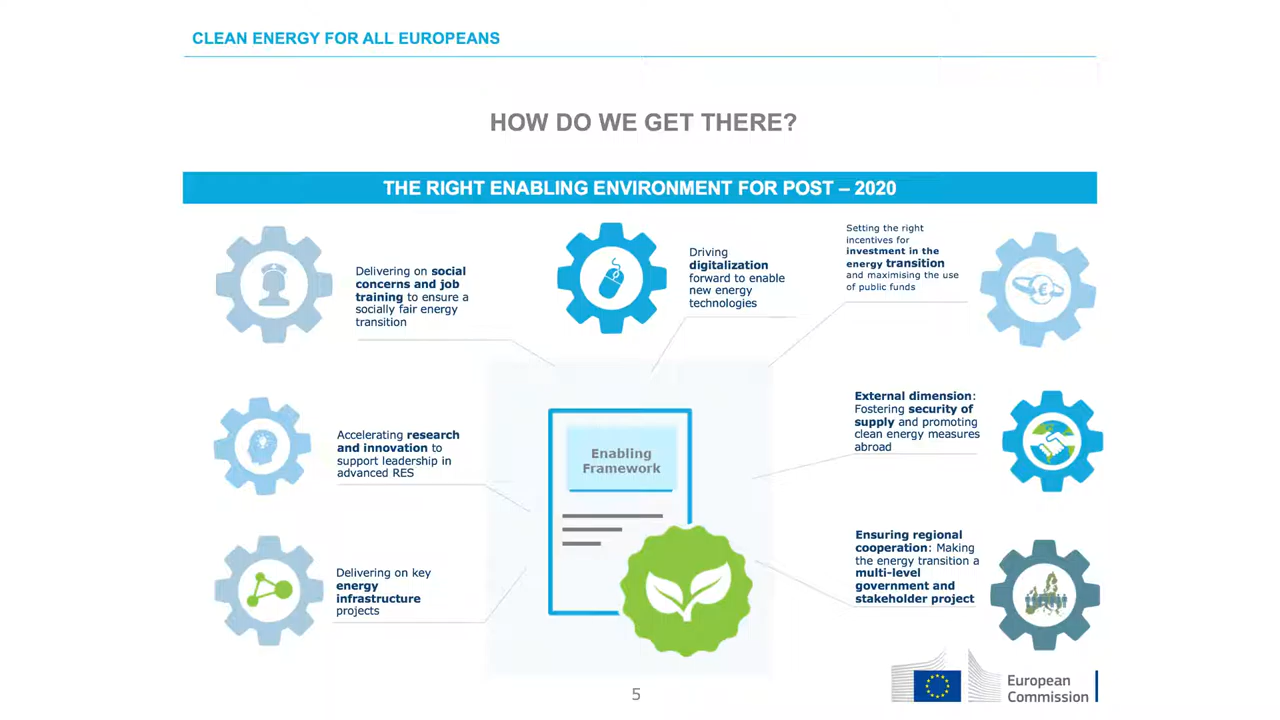 CLEAN ENERGY FOR ALL EUROPEANS
HOW DO WE GET THERE?
THE RIGHT ENABLING ENVIRONMENT FOR POST – 2020
Delivering on social
concerns and job
training to ensure a
socially fair energy
transition
Driving
digitalization
forward to enable
new energy
technologies
Setting the right
incentives for
investment in the
energy transition
and maximising the use
of public funds
Accelerating research
and innovation to
support leadership in
advanced RES
Enabling
Framework
External dimension:
Fostering security of
supply and promoting
clean energy measures
abroad
Delivering on key
energy
infrastructure
projects
Ensuring regional
cooperation: Making
the energy transition a
multi-level
government and
stakeholder project
€
5
European
Commission